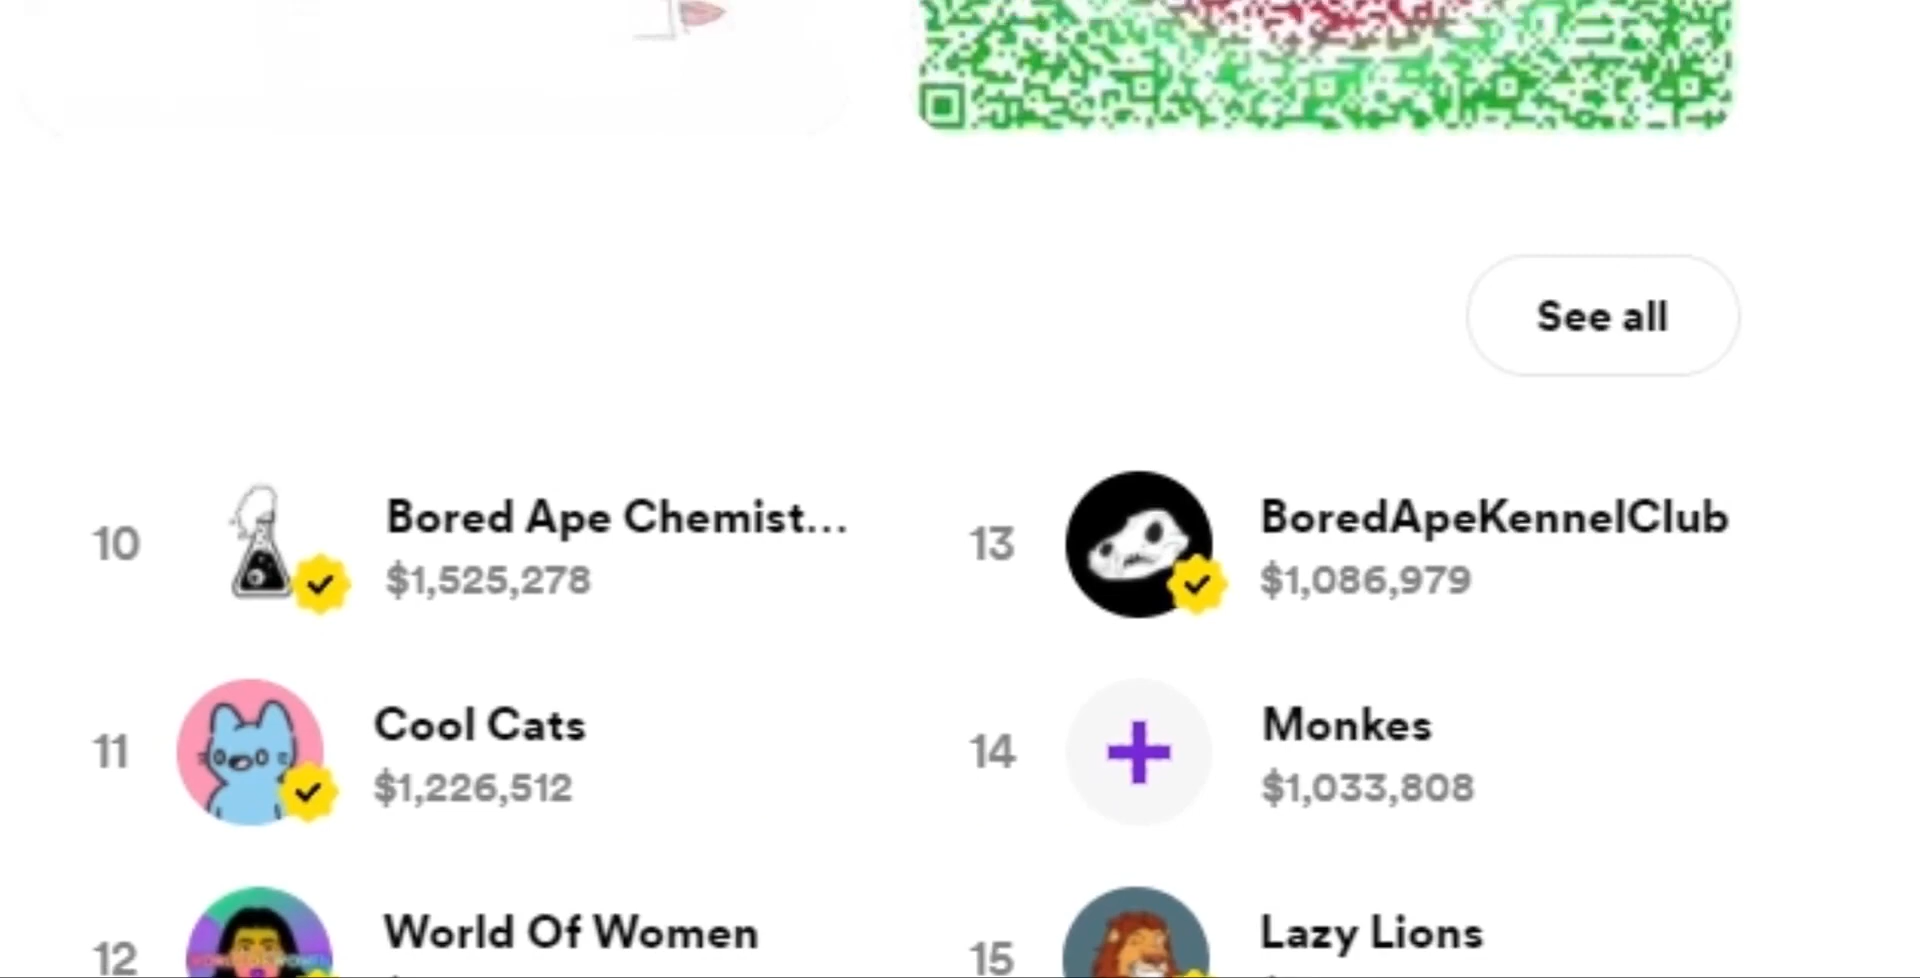 See all
10
Bored Ape Chemist...
$1,525,278
13
BoredApeKennelClub
$1,086,979
11
Cool Cats
$1,226,512
14
Monkes
$1,033,808
12
World Of Women
15
Lazy Lions